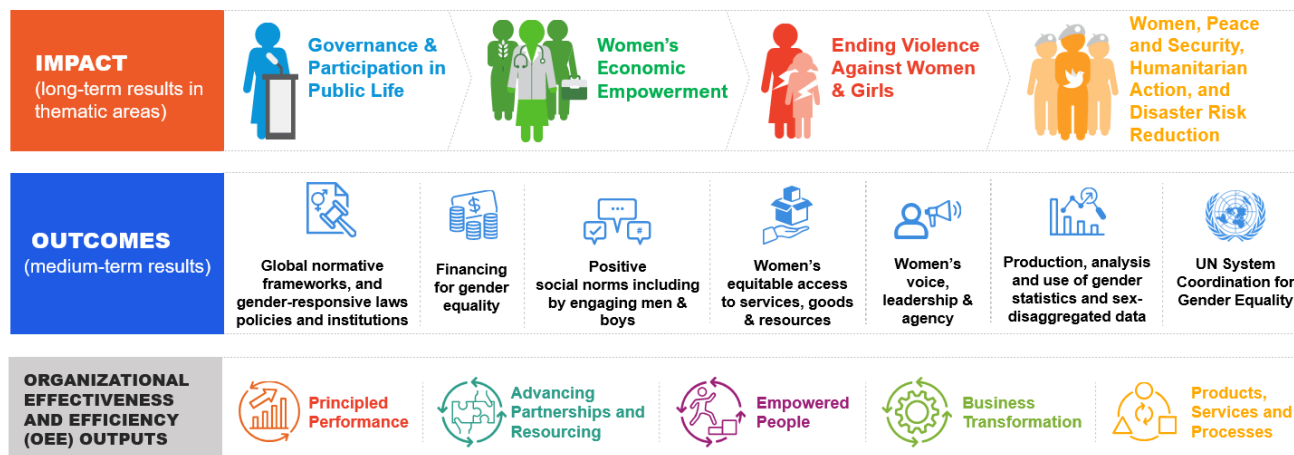 IMPACT
(long-term results in
thematic areas)
Governance &
Participation in
Public Life
Women's
Economic
Empowerment
Ending Violence
Against Women
& Girls
Women, Peace
and Security,
Humanitarian
Action, and
Disaster Risk
Reduction
OUTCOMES
(medium-term results)
$
#
Global normative
frameworks, and
gender-responsive laws
policies and institutions
Financing
for gender
equality
Positive
social norms including
by engaging men &
boys
Women's
equitable access
to services, goods
& resources
Women's
voice,
leadership &
agency
Production, analysis
and use of gender
statistics and sex-
disaggregated data
UN System
Coordination for
Gender Equality
ORGANIZATIONAL
EFFECTIVENESS
AND EFFICIENCY
(OEE) OUTPUTS
Principled
Performance
Advancing
Partnerships and
Resourcing
Empowered
People
Business
Transformation
Products,
Services and
Processes